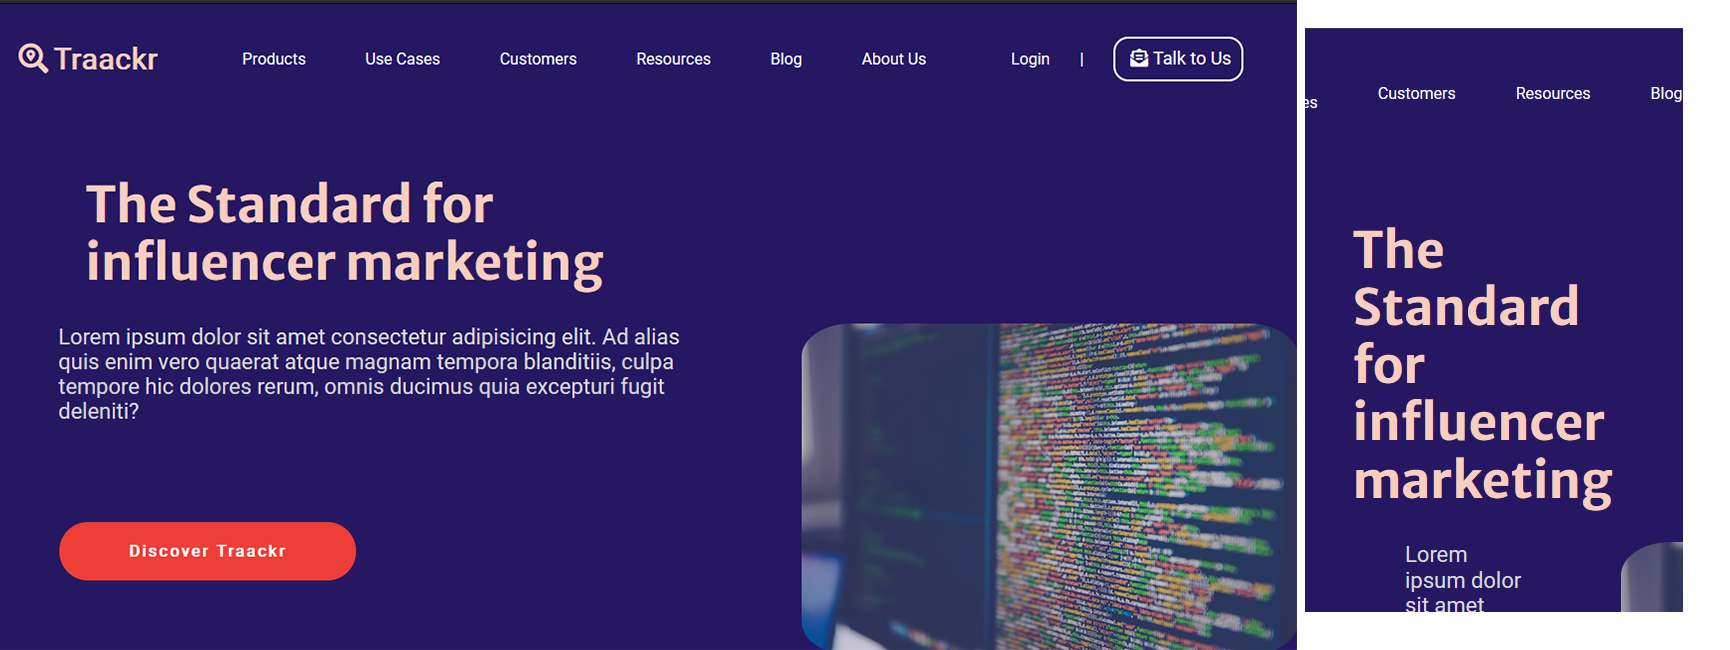 Traackr
Products
Use Cases
Customers
Resources
Blog
About Us
Login
|
Talk to Us
The Standard for
influencer marketing
Lorem ipsum dolor sit amet consectetur adipisicing elit. Ad alias
quis enim vero quaerat atque magnam tempora blanditiis, culpa
tempore hic dolores rerum, omnis ducimus quia excepturi fugit
deleniti?
Discover Traackr
es
Customers
Resources
Blog
The
Standard
for
influencer
marketing
Lorem
ipsum dolor
sit amet